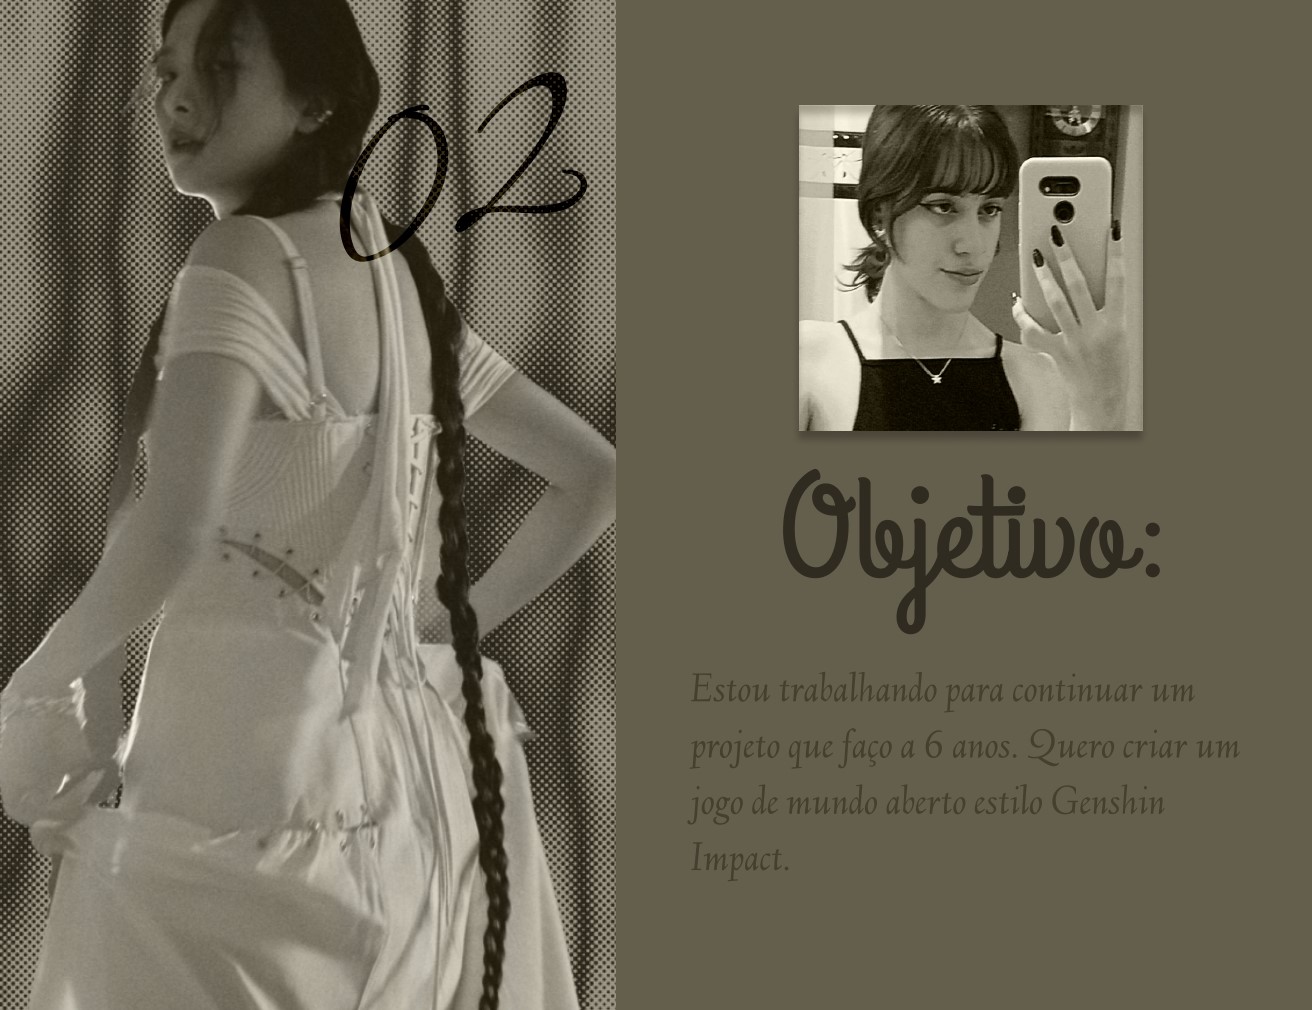 02
Objetivo:
Estou trabalhando para continuar um
projeto que faço a 6 anos. Quero criar um
jogo de mundo aberto estilo Genshin
Impact.